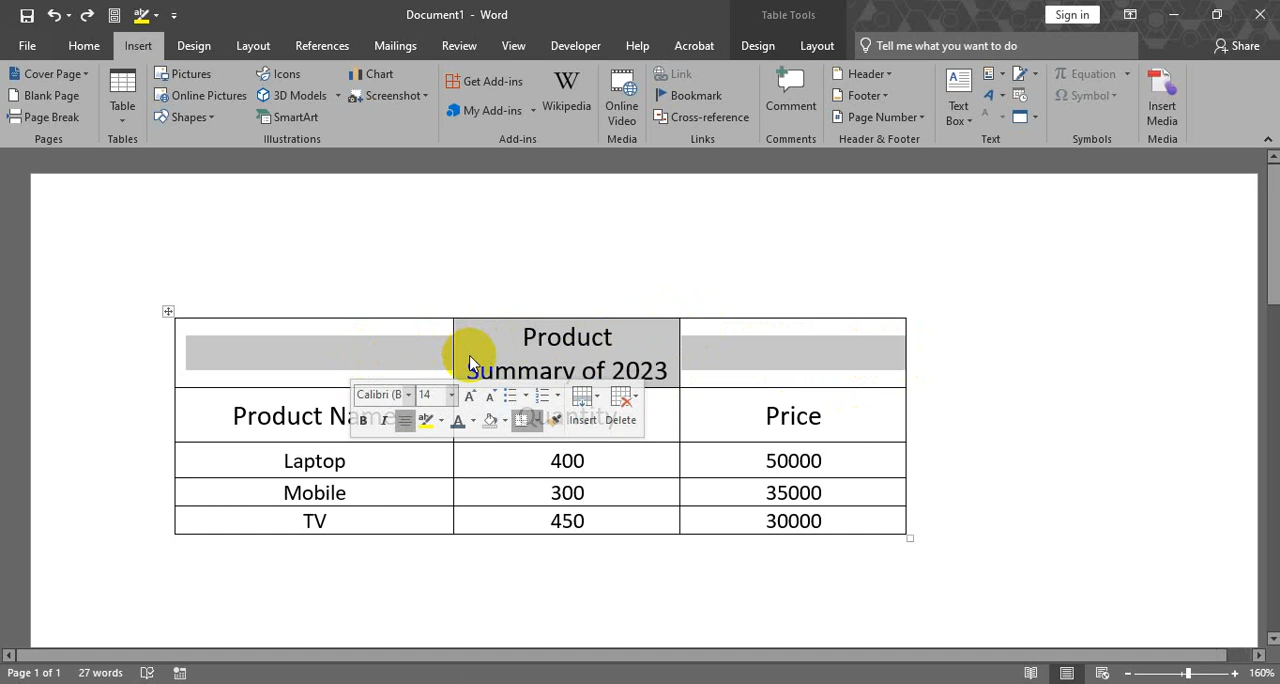 Document1 - Word
Table Tools
Sign in
File Home Insert Design Layout References Mailings Review View Developer Help Acrobat Design Layout Tell me what you want to do Share
Cover Page
Blank Page
Page Break
Pages
Table
Tables
Pictures
Online Pictures
Shapes
Icons
3D Models
SmartArt
Chart
Screenshot
Illustrations
Get Add-ins
My Add-ins
Wikipedia
Add-ins
Online
Video
Media
Link
Bookmark
Cross-reference
Links
Comment
Comments
Header
Footer
Page Number
Header & Footer
Text
Box
Text
Equation
Symbol
Symbols
Insert
Media
Media
Product
Summary of 2023
Calibri (B 14
Insert Delete
Product Name Quantity Price
Laptop 400 50000
Mobile 300 35000
TV 450 30000
Page 1 of 1 27 words
160%